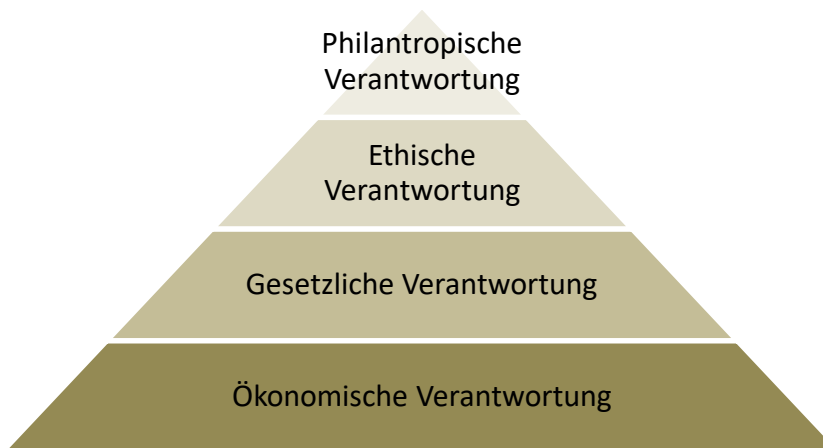 Philantropische
Verantwortung
Ethische
Verantwortung
Gesetzliche Verantwortung
Ökonomische Verantwortung